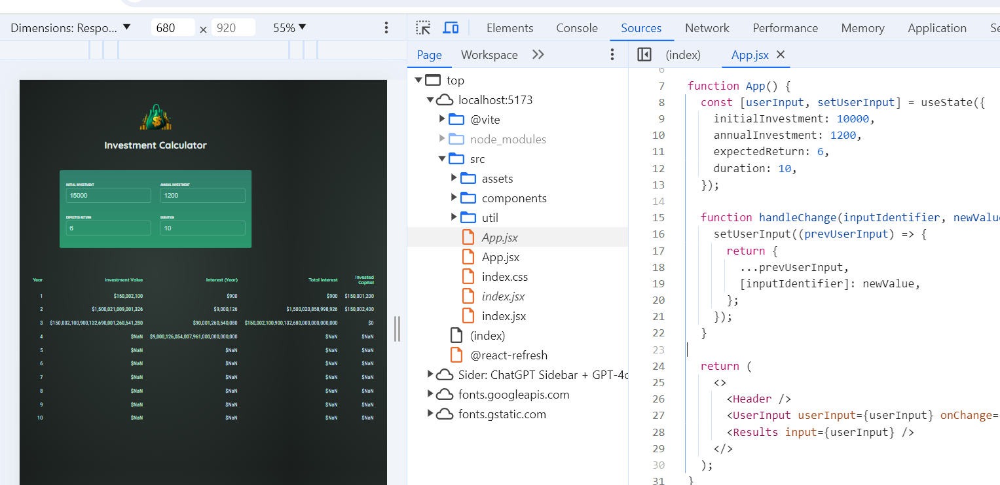 Dimensions: Respo... 680 × 920 55%
Elements Console Sources Network Performance Memory Application
Page Workspace
(index) App.jsx
Investment Calculator
INITIAL INVESTMENT ANNUAL INVESTMENT
15000 1200
EXPECTED RETURN DURATION
6 10
Year Investment Value Interest (Year) Total Interest Invested Capital
1 $150,002,100 $900 $900 $150,001,200
2 $1,500,021,009,001,326 $9,000,126 $1,500,020,858,998,926 $150,002,400
3 $150,002,100,900,132,690,001,260,541,280 $90,001,260,540,080 $150,002,100,900,132,680,000,000,000,000 $0
4 $NaN $9,000,126,054,007,961,000,000,000,000 $NaN $NaN
5 $NaN $NaN $NaN $NaN
6 $NaN $NaN $NaN $NaN
7 $NaN $NaN $NaN $NaN
8 $NaN $NaN $NaN $NaN
9 $NaN $NaN $NaN $NaN
10 $NaN $NaN $NaN $NaN
top
localhost:5173
@vite
node_modules
src
assets
components
util
App.jsx
App.jsx
index.css
index.jsx
index.jsx
(index)
@react-refresh
Sider: ChatGPT Sidebar + GPT-4o
fonts.googleapis.com
fonts.gstatic.com
6
7 function App() {
8 const [userInput, setUserInput] = useState({
9 initialInvestment: 10000,
10 annualInvestment: 1200,
11 expectedReturn: 6,
12 duration: 10,
13 });
14
15 function handleChange(inputIdentifier, newValu
16 setUserInput((prevUserInput) => {
17 return {
18 ...prevUserInput,
19 [inputIdentifier]: newValue,
20 };
21 });
22 }
23
24 return (
25 <>
26 <Header />
27 <UserInput userInput={userInput} onChange=
28 <Results input={userInput} />
29 </>
30 );
31 }